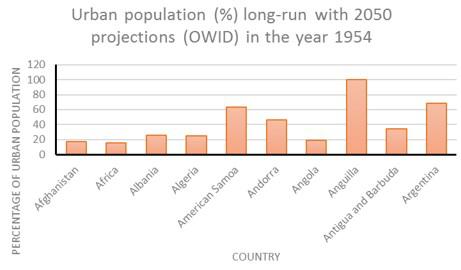 Urban population (%) long-run with 2050
projections (OWID) in the year 1954
PERCENTAGE OF URBAN POPULATION
120
100
80
60
40
20
0
Afghanistan
Africa
Albania
Algeria
American Samoa
Andorra
Angola
Anguilla
Antigua and Barbuda
Argentina
COUNTRY